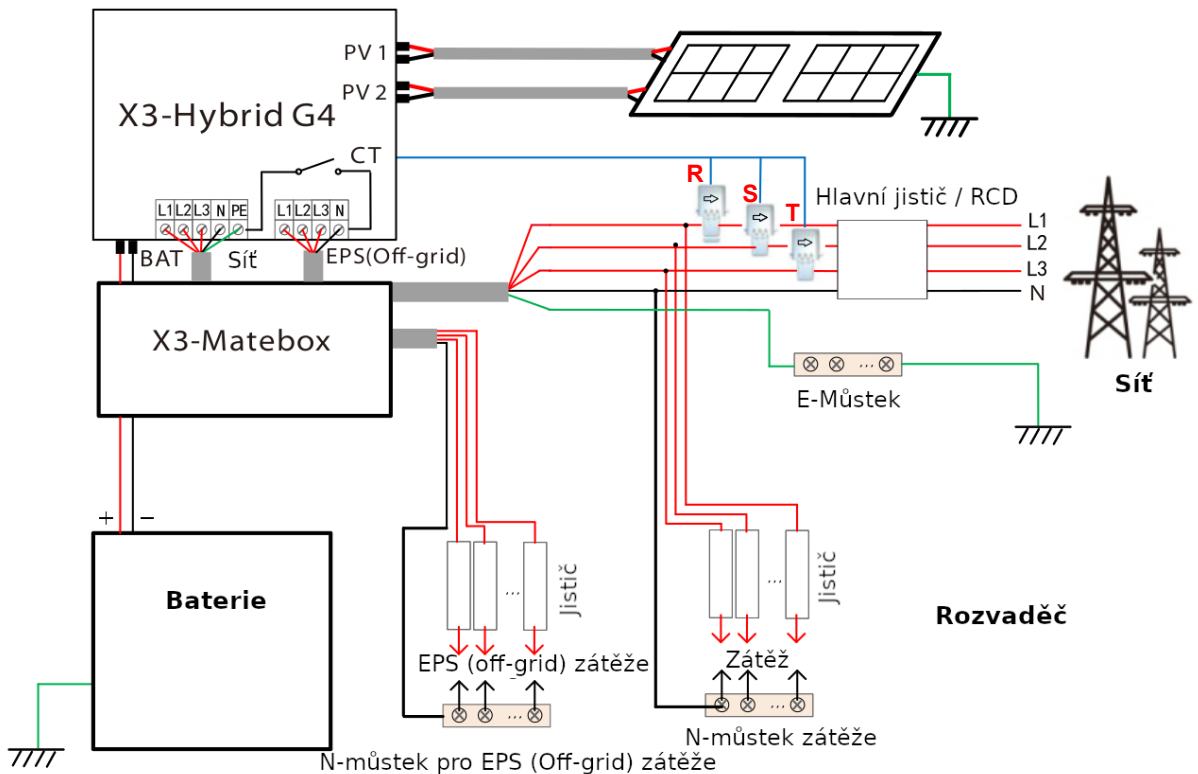 PV 1
PV 2
X3-Hybrid G4
CT
L1 L2 L3 N PE
L1 L2 L3 N
BAT
Síť
EPS(Off-grid)
R
S
T
Hlavní jistič / RCD
L1
L2
L3
N
X3-Matebox
Síť
E-Můstek
+ −
Baterie
...
Jistič
...
Jistič
Rozvaděč
EPS (off-grid) zátěže
Zátěž
...
...
...
N-můstek zátěže
N-můstek pro EPS (Off-grid) zátěže